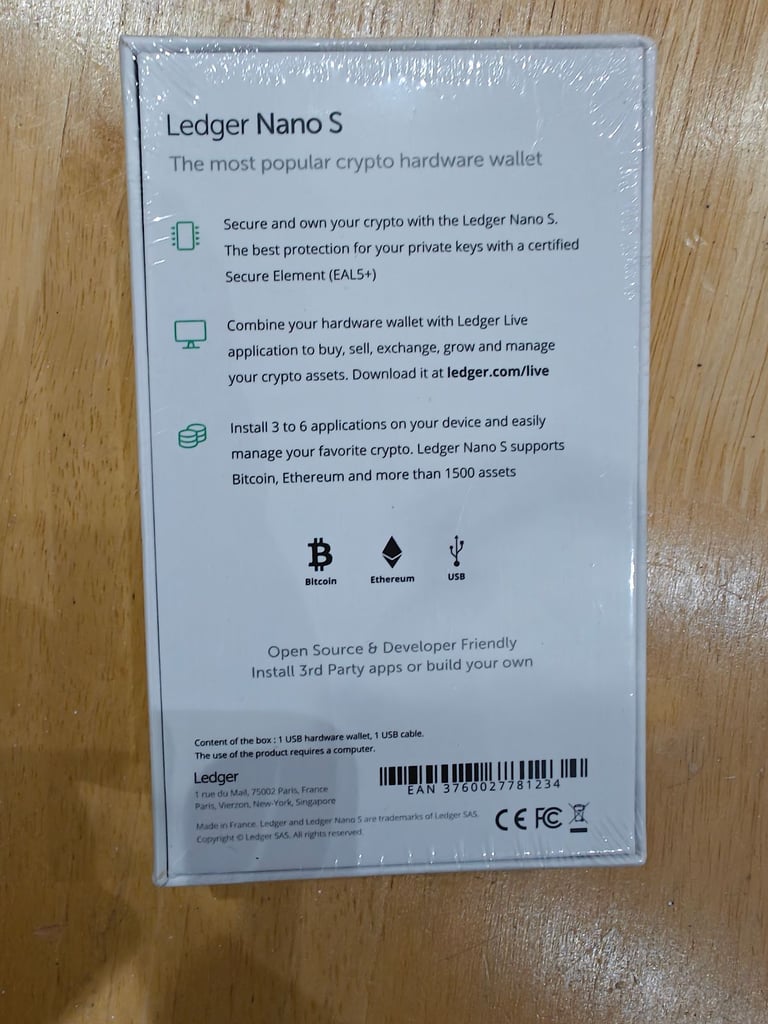 Ledger Nano S
The most popular crypto hardware wallet
Secure and own your crypto with the Ledger Nano S.
The best protection for your private keys with a certified
Secure Element (EAL5+)
Combine your hardware wallet with Ledger Live
application to buy, sell, exchange, grow and manage
your crypto assets. Download it at ledger.com/live
Install 3 to 6 applications on your device and easily
manage your favorite crypto. Ledger Nano S supports
Bitcoin, Ethereum and more than 1500 assets
Bitcoin Ethereum USB
Open Source & Developer Friendly
Install 3rd Party apps or build your own
Content of the box : 1 USB hardware wallet, 1 USB cable.
The use of the product requires a computer.
Ledger
1 rue du Mail, 75002 Paris, France
Paris, Vierzon, New-York, Singapore
EAN 3760027781234
Made in France. Ledger and Ledger Nano S are trademarks of Ledger SAS.
Copyright © Ledger SAS. All rights reserved.
CE FC